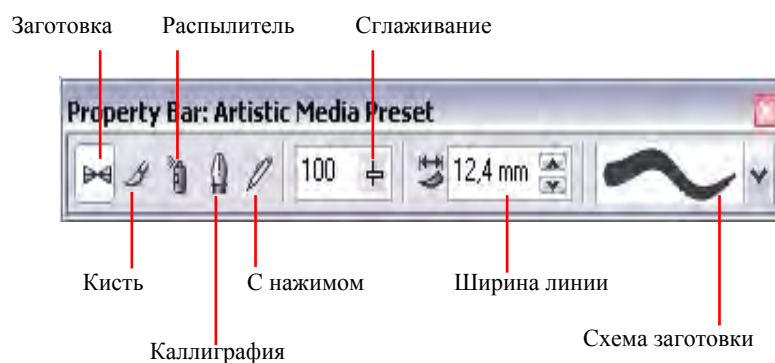 Заготовка Распылитель Сглаживание
Property Bar: Artistic Media Preset
100 12,4 mm
Кисть С нажимом Ширина линии
Каллиграфия Схема заготовки